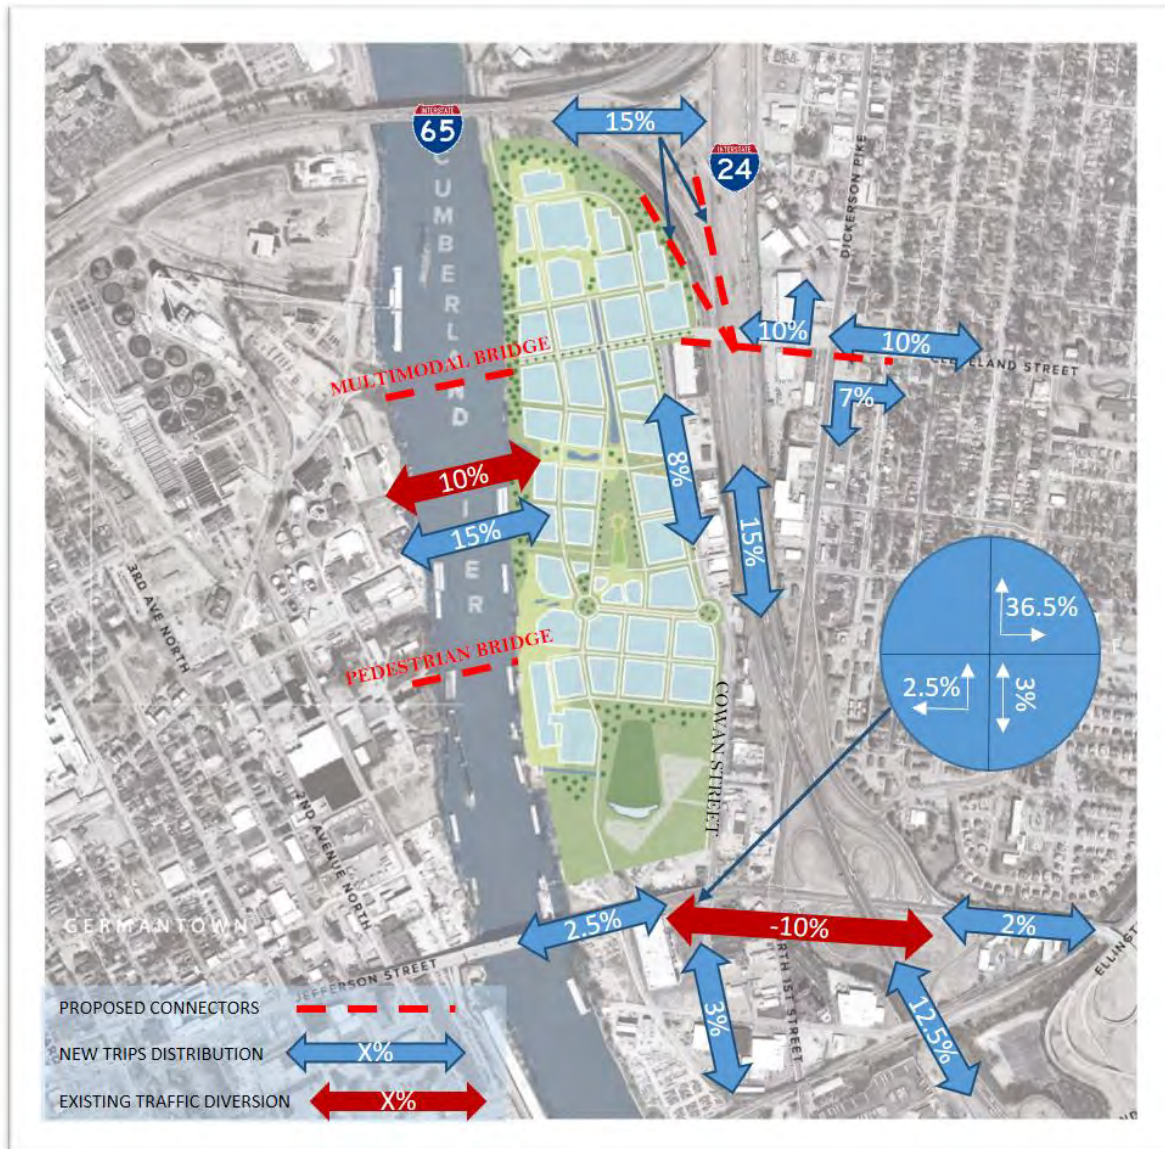 INTERSTATE
65
15%
INTERSTATE
24
CUMBERLAND
RIVER
DICKERSON PIKE
10%
10%
CLEVELAND STREET
MULTIMODAL BRIDGE
7%
8%
10%
15%
15%
3RD AVE NORTH
36.5%
2.5%
3%
PEDESTRIAN BRIDGE
COWAN STREET
2ND AVENUE NORTH
GERMANTOWN
2.5%
-10%
2%
JEFFERSON STREET
3%
RTH 1ST STREET
12.5%
ELLINGT
PROPOSED CONNECTORS
NEW TRIPS DISTRIBUTION
X%
EXISTING TRAFFIC DIVERSION
X%